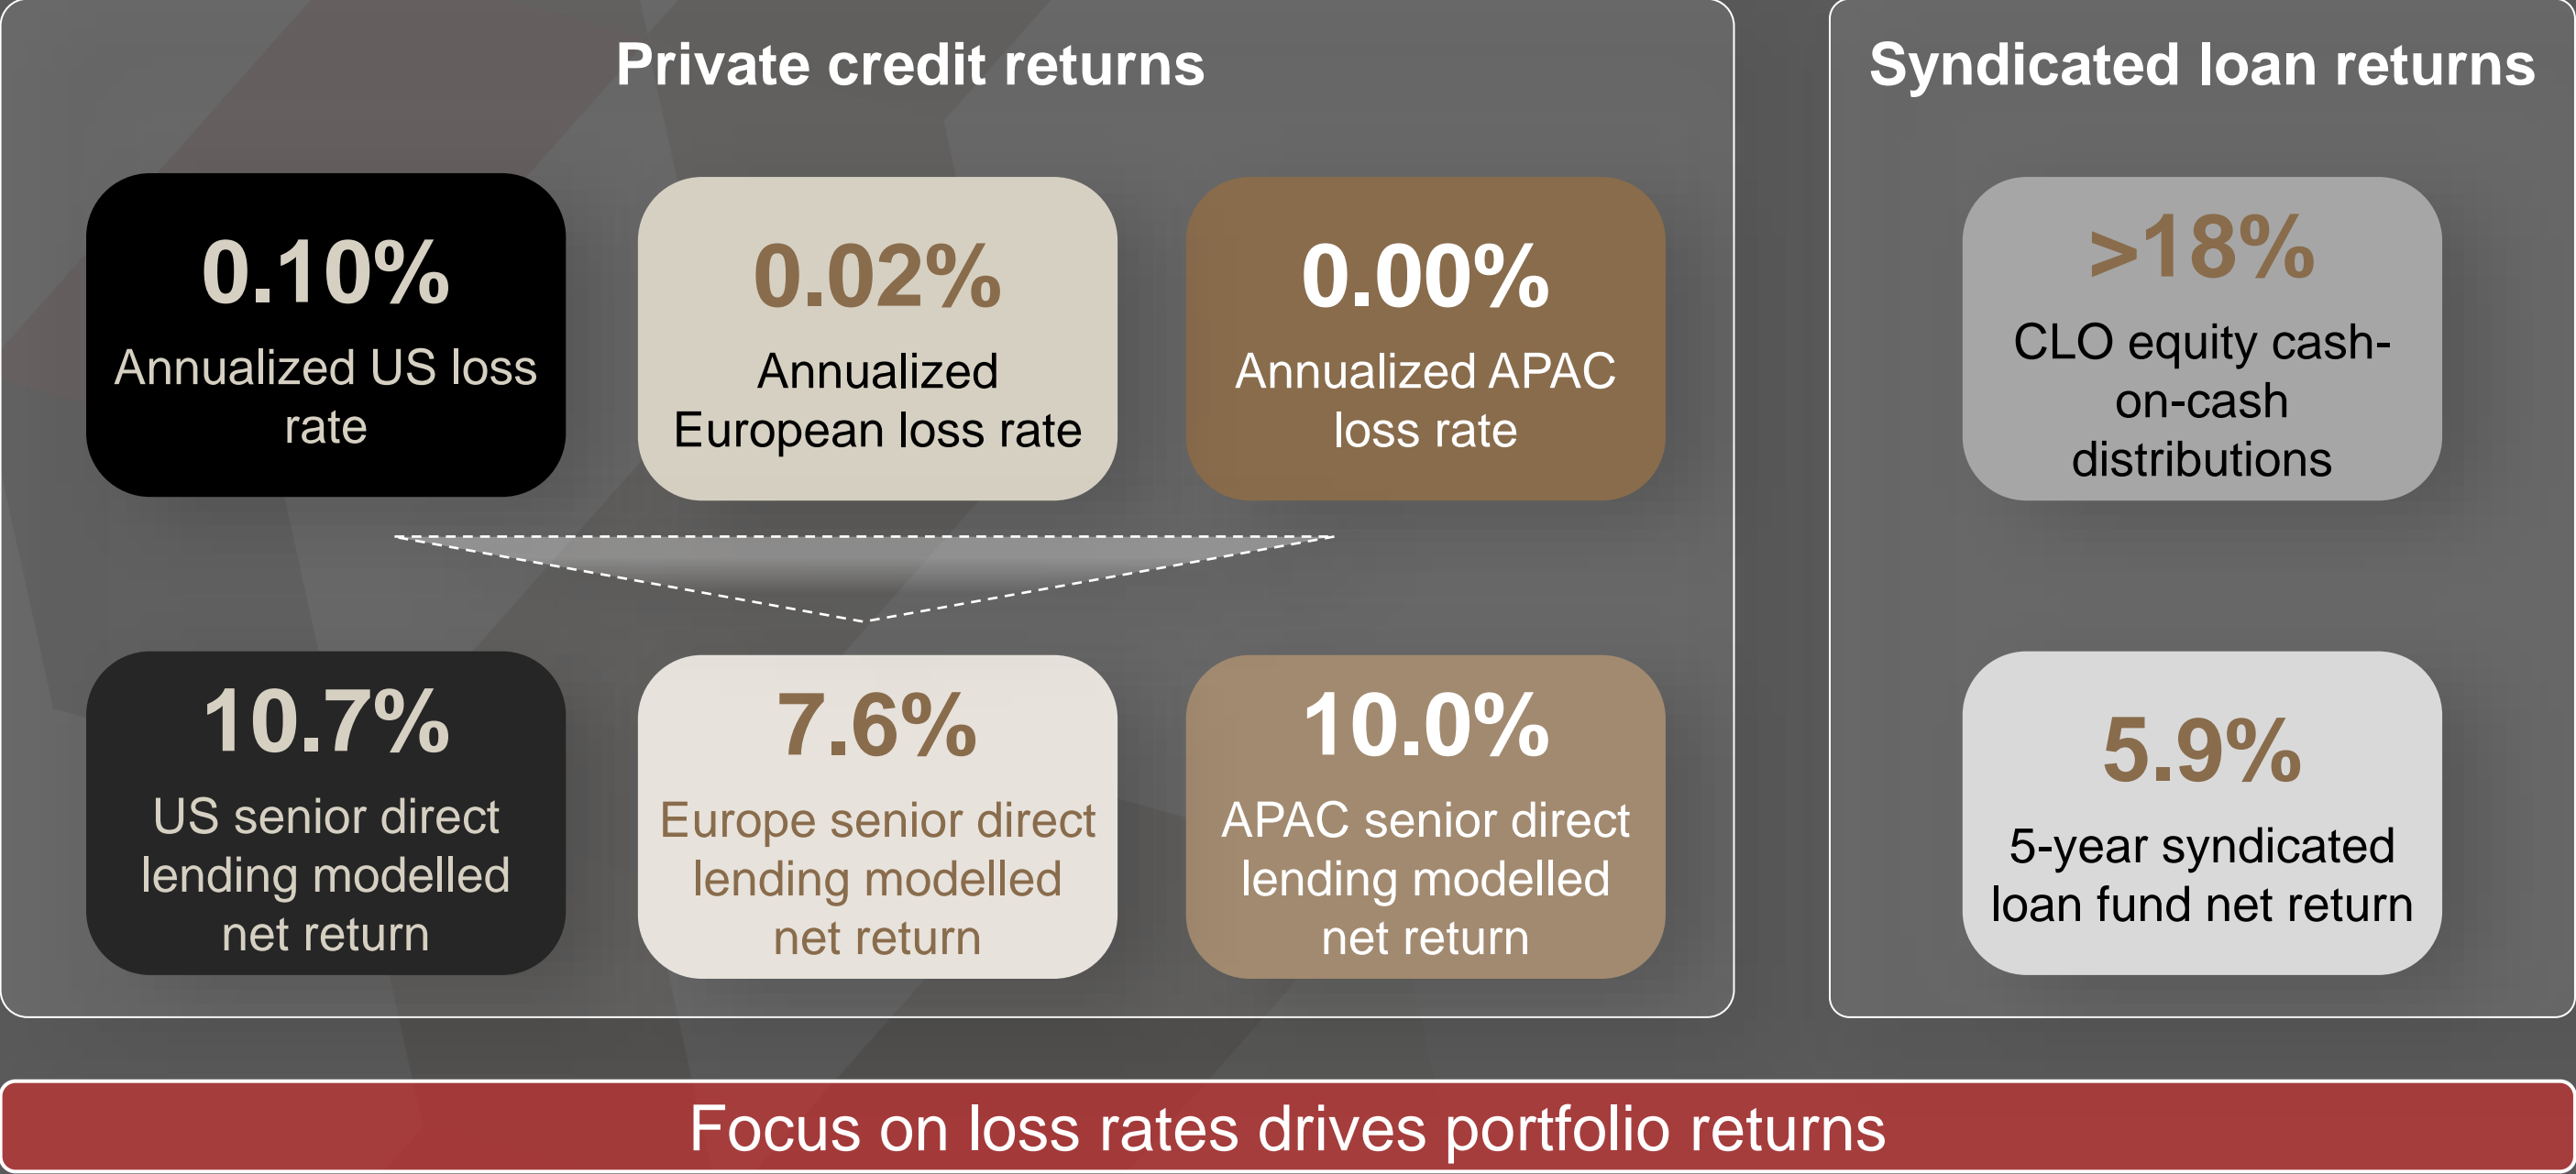 Private credit returns
0.10%
Annualized US loss
rate
0.02%
Annualized
European loss rate
0.00%
Annualized APAC
loss rate
10.7%
US senior direct
lending modelled
net return
7.6%
Europe senior direct
lending modelled
net return
10.0%
APAC senior direct
lending modelled
net return
Syndicated loan returns
>18%
CLO equity cash-
on-cash
distributions
5.9%
5-year syndicated
loan fund net return
Focus on loss rates drives portfolio returns